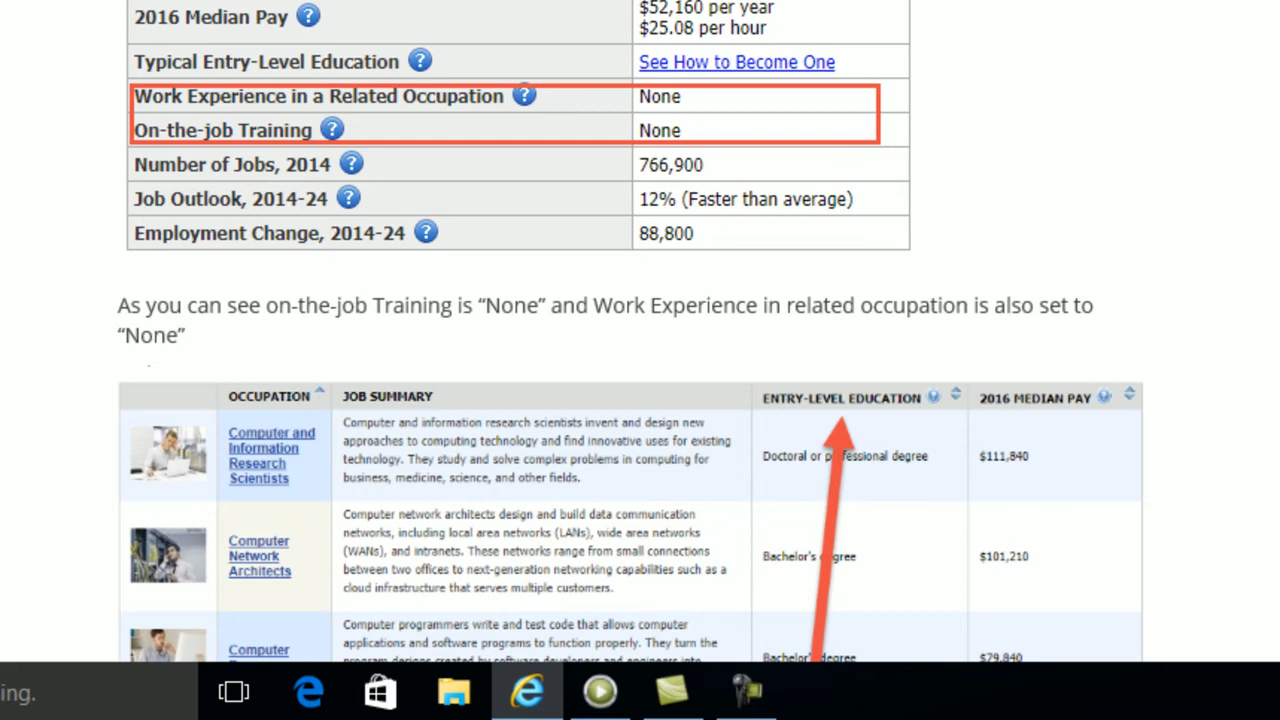 2016 Median Pay
$52,160 per year
$25.08 per hour
Typical Entry-Level Education
See How to Become One
Work Experience in a Related Occupation
None
On-the-job Training
None
Number of Jobs, 2014
766,900
Job Outlook, 2014-24
12% (Faster than average)
Employment Change, 2014-24
88,800
As you can see on-the-job Training is “None” and Work Experience in related occupation is also set to
“None”
OCCUPATION
JOB SUMMARY
ENTRY-LEVEL EDUCATION
2016 MEDIAN PAY
Computer and
Information
Research
Scientists
Computer and information research scientists invent and design new
approaches to computing technology and find innovative uses for existing
technology. They study and solve complex problems in computing for
business, medicine, science, and other fields.
Doctoral or professional degree
$111,840
Computer
Network
Architects
Computer network architects design and build data communication
networks, including local area networks (LANs), wide area networks
(WANs), and intranets. These networks range from small connections
between two offices to next-generation networking capabilities such as a
cloud infrastructure that serves multiple customers.
Bachelor's degree
$101,210
Computer
Computer programmers write and test code that allows computer
applications and software programs to function properly. They turn the
program designs created by software developers and engineers into
Bachelor's degree
$79,840
ing.